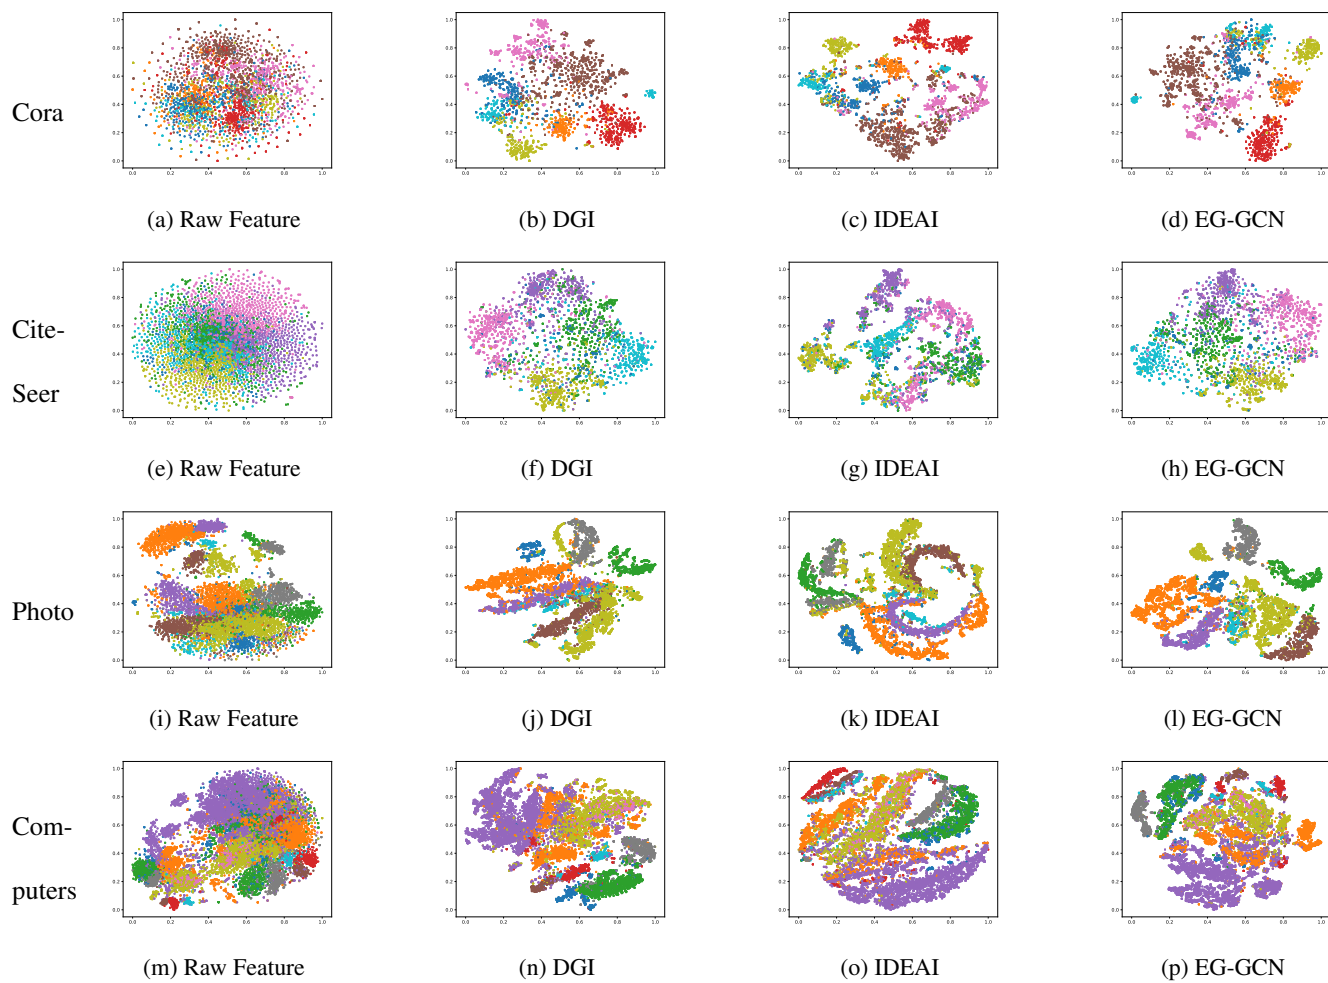 Cora
(a) Raw Feature
(b) DGI
(c) IDEAI
(d) EG-GCN
Cite-
Seer
(e) Raw Feature
(f) DGI
(g) IDEAI
(h) EG-GCN
Photo
(i) Raw Feature
(j) DGI
(k) IDEAI
(l) EG-GCN
Com-
puters
(m) Raw Feature
(n) DGI
(o) IDEAI
(p) EG-GCN